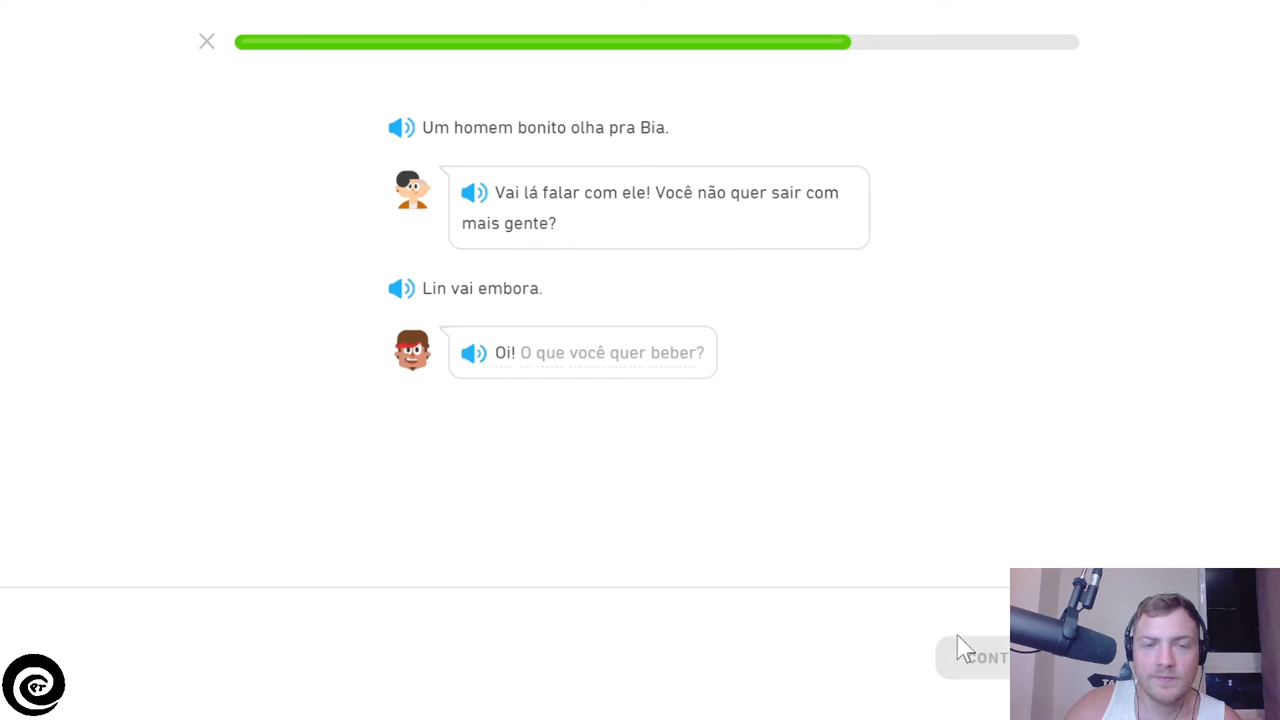 Um homem bonito olha pra Bia.
Vai lá falar com ele! Você não quer sair com
mais gente?
Lin vai embora.
Oi! O que você quer beber?
CONT